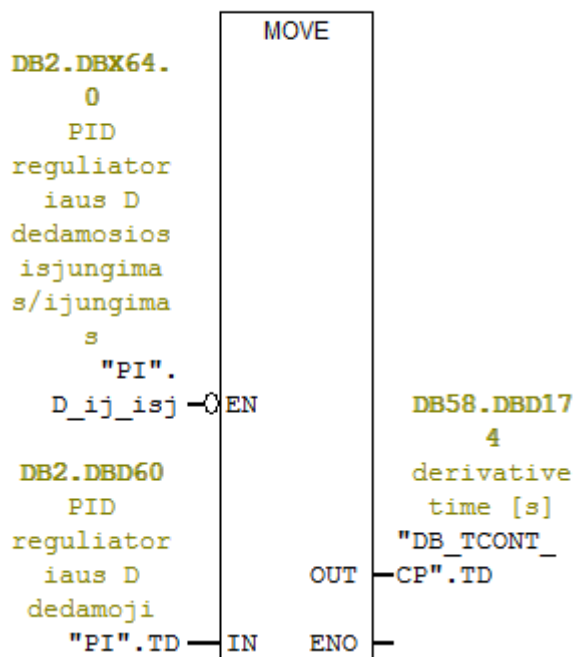 MOVE
DB2.DBX64.
0
PID
reguliator
iaus D
dedamosios
isjungima
s/ijungima
s
"PI".
D_ij_isj
EN
DB2.DBD60
PID
reguliator
iaus D
dedamoji
"PI".TD
IN
DB58.DBD17
4
derivative
time [s]
"DB_TCONT_
OUT
CP".TD
ENO